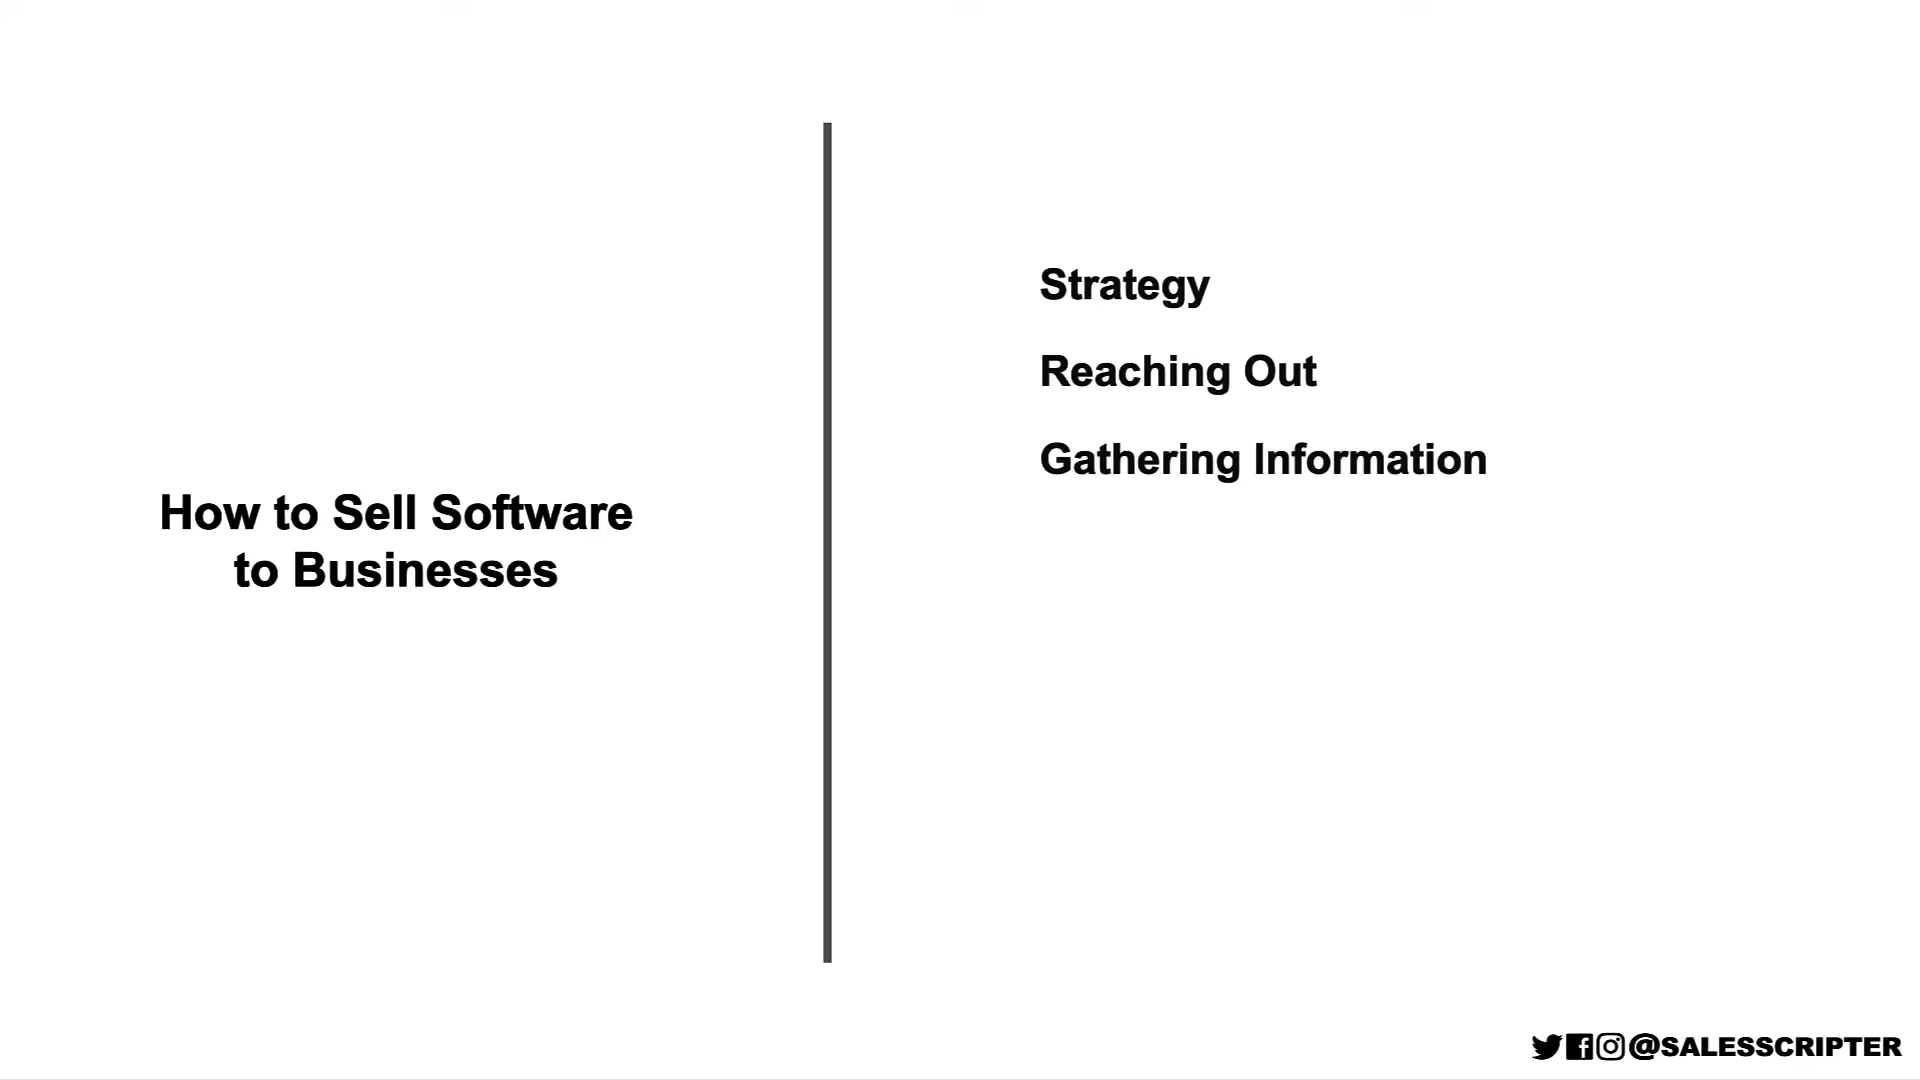 How to Sell Software
to Businesses
Strategy
Reaching Out
Gathering Information
@SALESSCRIPTER